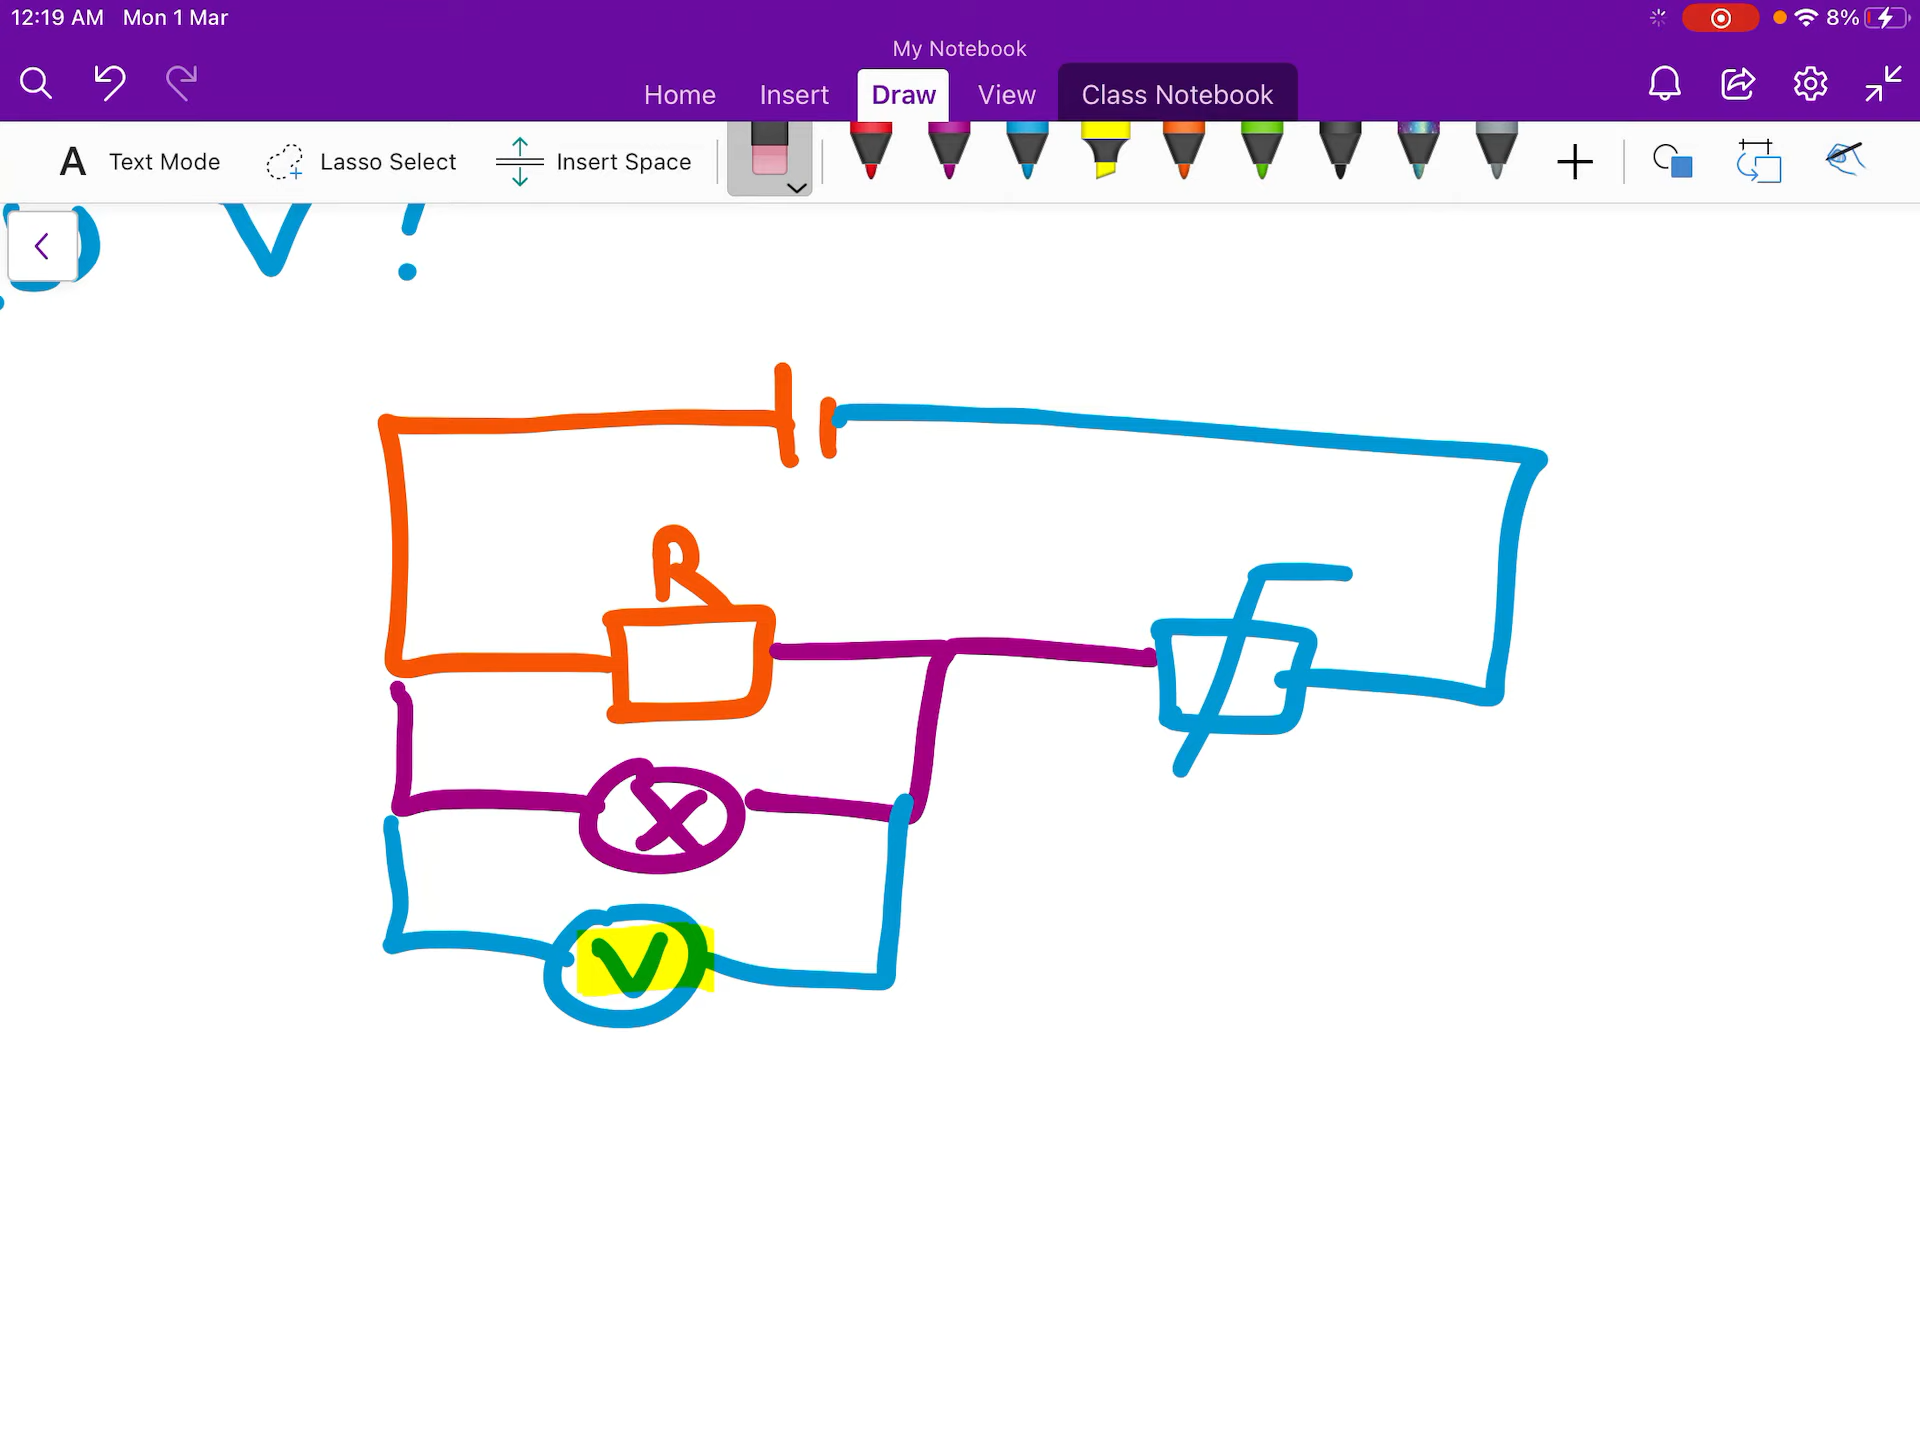 12:19 AM Mon 1 Mar
8%
My Notebook
Home Insert Draw View Class Notebook
A Text Mode Lasso Select Insert Space
V ?
R
V